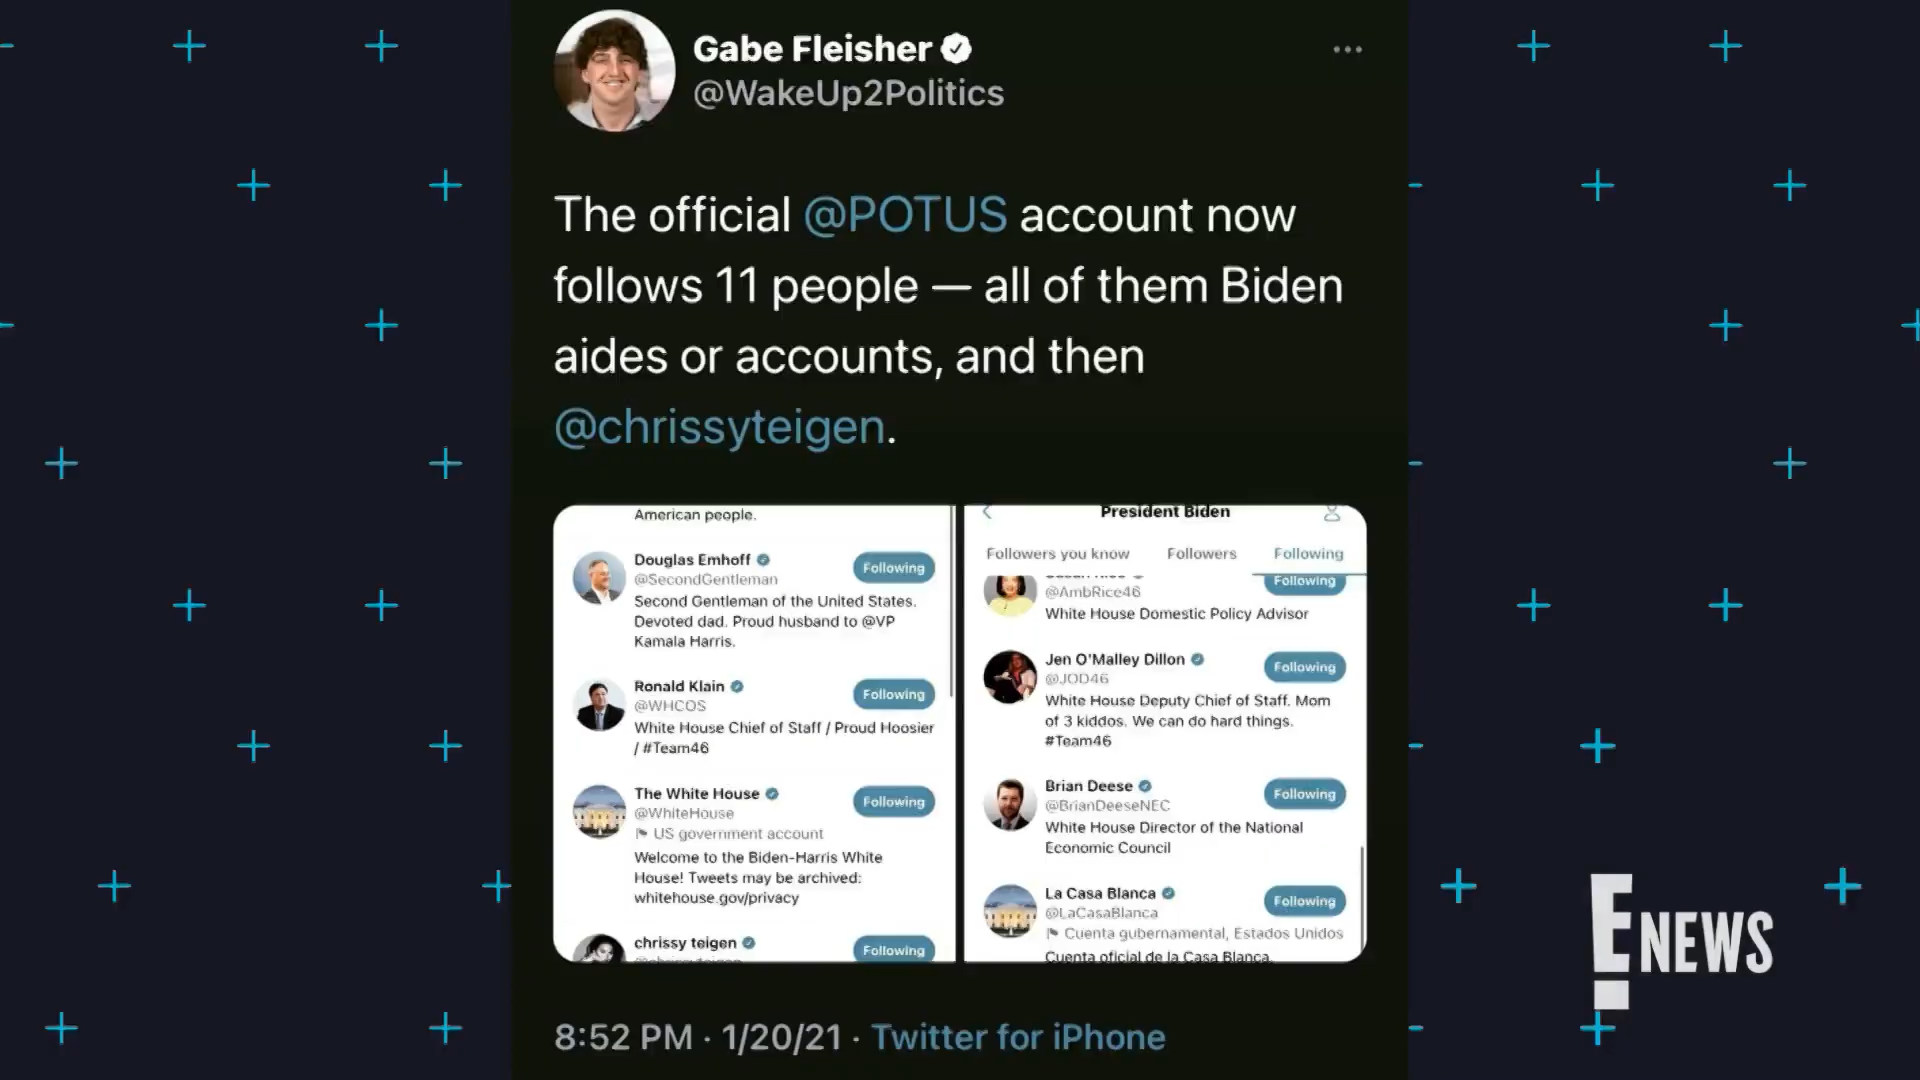 Gabe Fleisher
@WakeUp2Politics
The official @POTUS account now
follows 11 people — all of them Biden
aides or accounts, and then
@chrissyteigen.
American people.
Douglas Emhoff
Following
@SecondGentleman
Second Gentleman of the United States.
Devoted dad. Proud husband to @VP
Kamala Harris.
Ronald Klain
Following
@WHCOS
White House Chief of Staff / Proud Hoosier
/ #Team46
The White House
Following
@WhiteHouse
US government account
Welcome to the Biden-Harris White
House! Tweets may be archived:
whitehouse.gov/privacy
chrissy teigen
Following
President Biden
Followers you know Followers Following
Following
@AmbRice46
White House Domestic Policy Advisor
Jen O'Malley Dillon
Following
@JOD46
White House Deputy Chief of Staff. Mom
of 3 kiddos. We can do hard things.
#Team46
Brian Deese
Following
@BrianDeeseNEC
White House Director of the National
Economic Council
La Casa Blanca
Following
@LaCasaBlanca
Cuenta gubernamental, Estados Unidos
Cuenta oficial de la Casa Blanca.
8:52 PM · 1/20/21 · Twitter for iPhone
E! NEWS